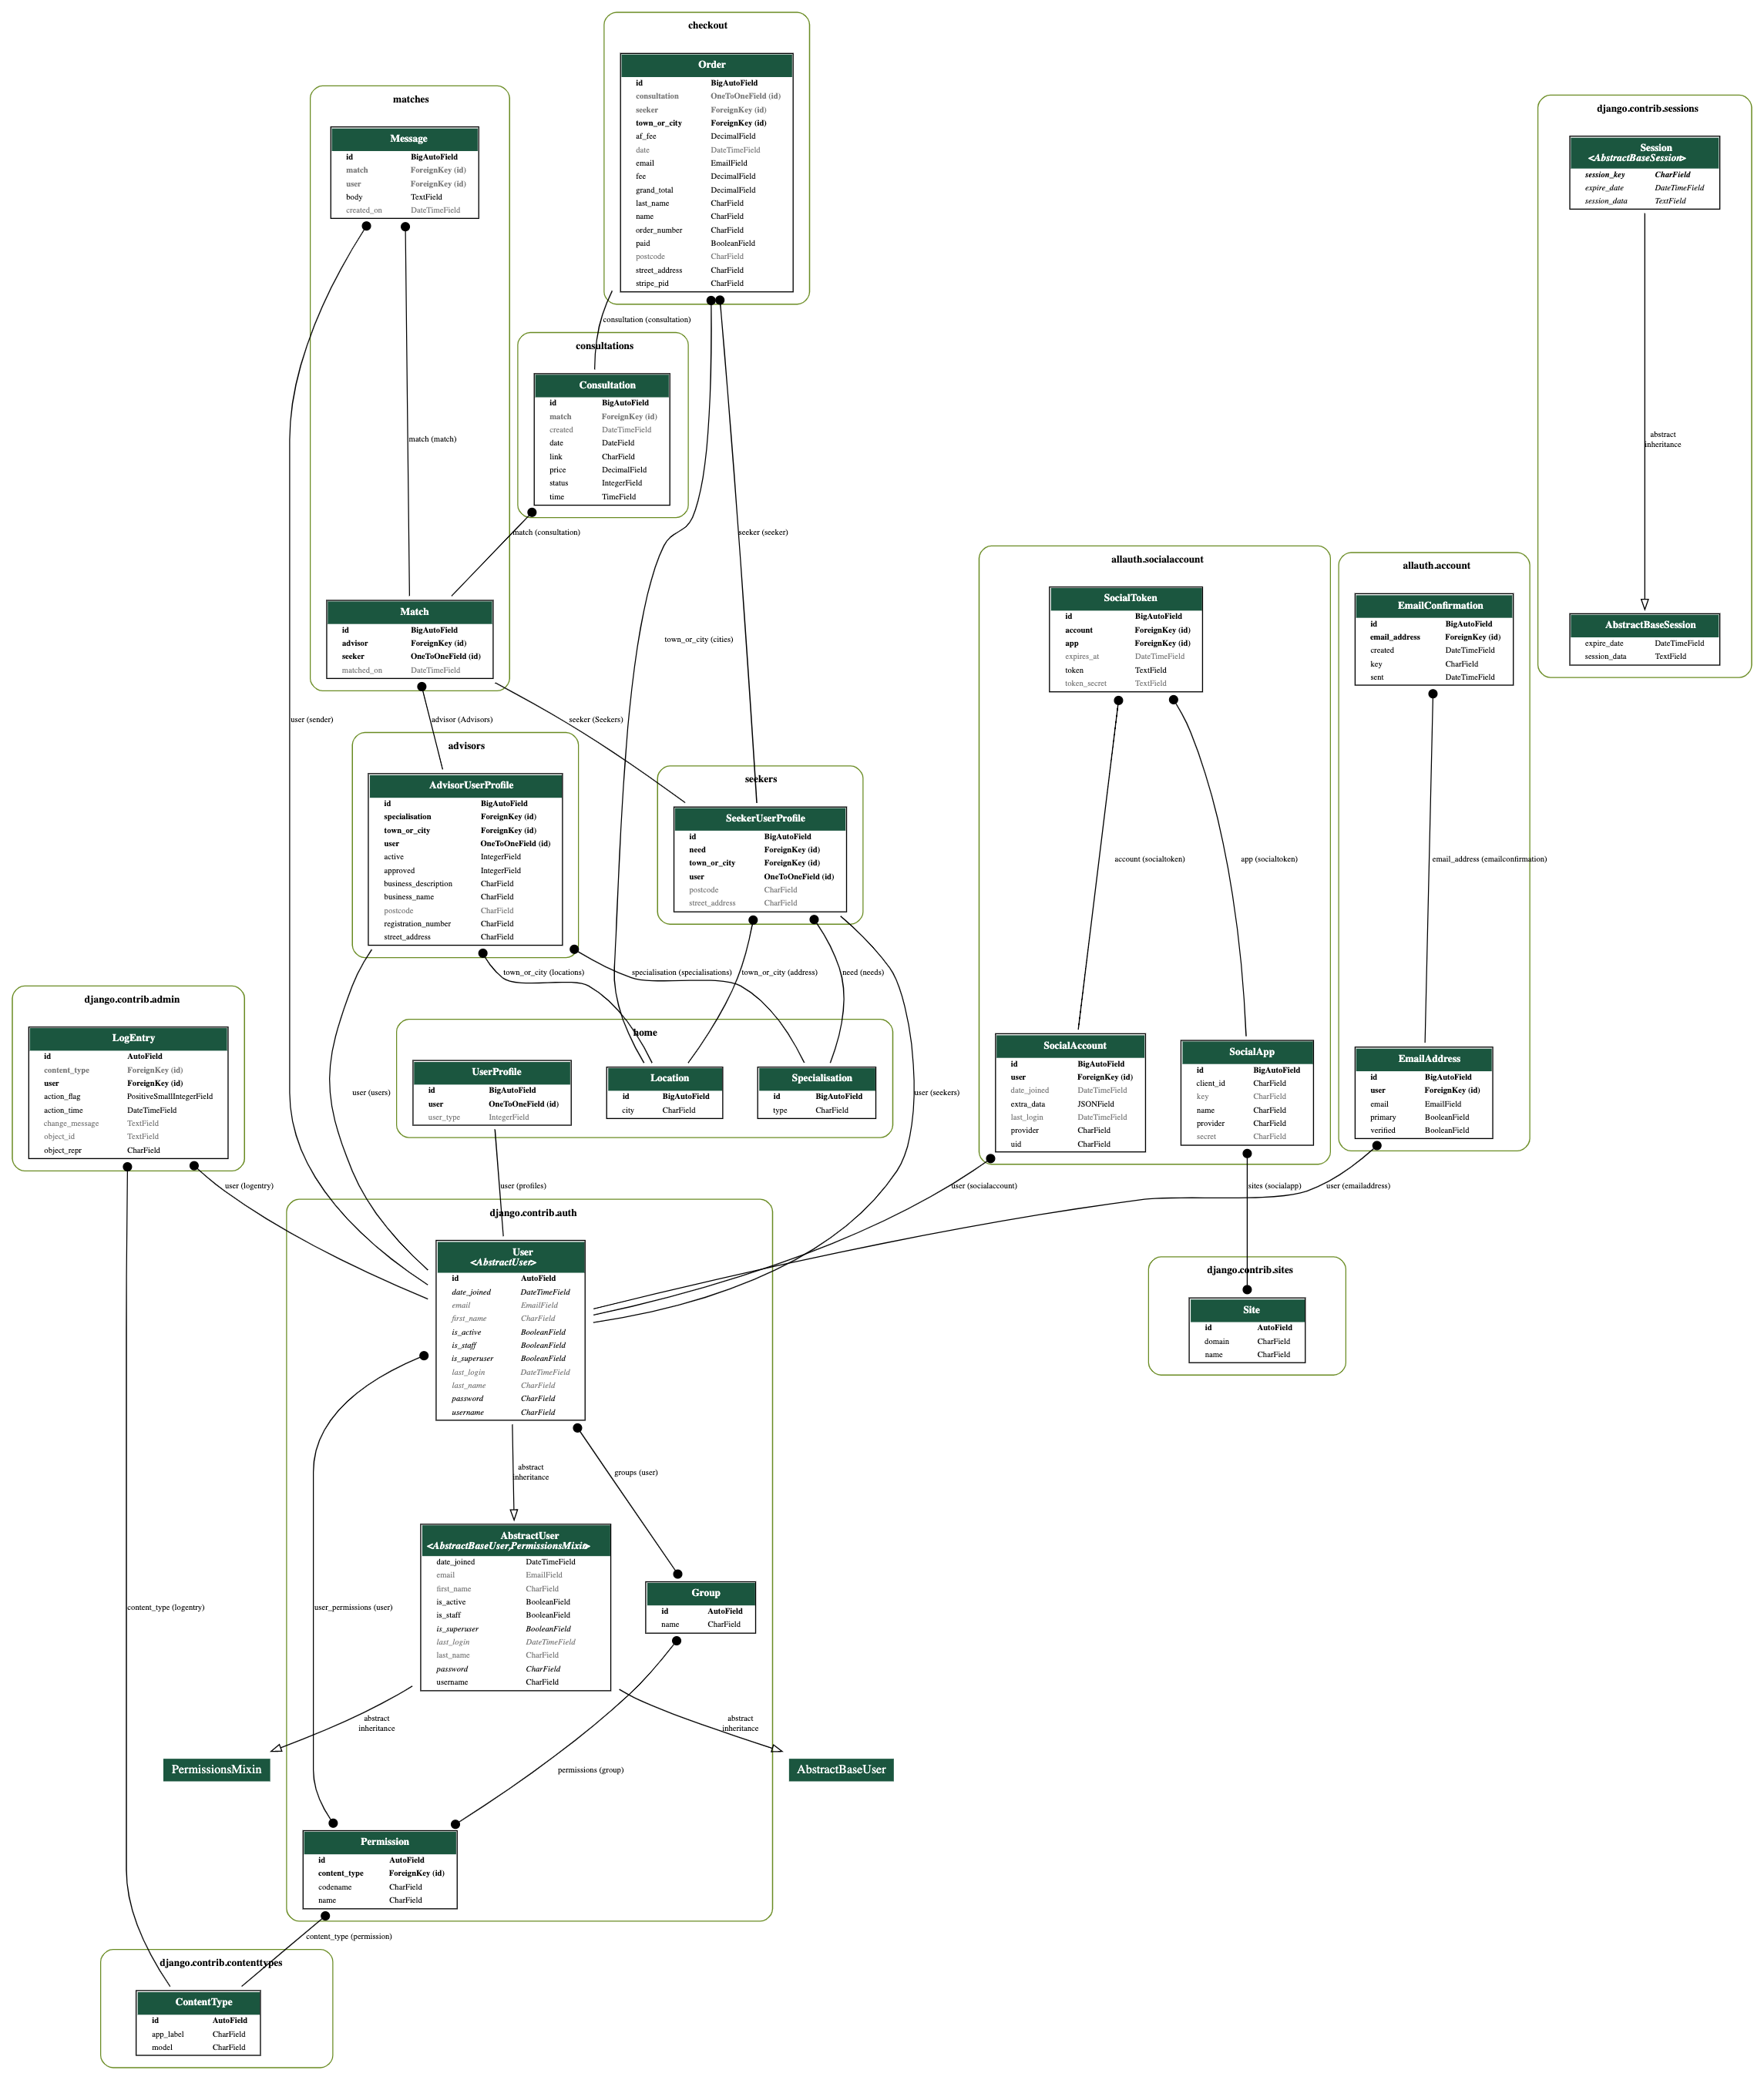 checkout
Order
id BigAutoField
consultation OneToOneField (id)
seeker ForeignKey (id)
town_or_city ForeignKey (id)
af_fee DecimalField
date DateTimeField
email EmailField
fee DecimalField
grand_total DecimalField
last_name CharField
name CharField
order_number CharField
paid BooleanField
postcode CharField
street_address CharField
stripe_pid CharField
matches
Message
id BigAutoField
match ForeignKey (id)
user ForeignKey (id)
body TextField
created_on DateTimeField
django.contrib.sessions
Session
<AbstractBaseSession>
session_key CharField
expire_date DateTimeField
session_data TextField
consultation (consultation)
consultations
Consultation
id BigAutoField
match ForeignKey (id)
created DateTimeField
date DateField
link CharField
price DecimalField
status IntegerField
time TimeField
match (match)
abstract
inheritance
match (consultation)
seeker (seeker)
Match
id BigAutoField
advisor ForeignKey (id)
seeker OneToOneField (id)
matched_on DateTimeField
town_or_city (cities)
allauth.socialaccount
SocialToken
id BigAutoField
account ForeignKey (id)
app ForeignKey (id)
expires_at DateTimeField
token TextField
token_secret TextField
allauth.account
EmailConfirmation
id BigAutoField
email_address ForeignKey (id)
created DateTimeField
key CharField
sent DateTimeField
AbstractBaseSession
expire_date DateTimeField
session_data TextField
user (sender)
advisor (Advisors)
seeker (Seekers)
advisors
AdvisorUserProfile
id BigAutoField
specialisation ForeignKey (id)
town_or_city ForeignKey (id)
user OneToOneField (id)
active IntegerField
approved IntegerField
business_description CharField
business_name CharField
postcode CharField
registration_number CharField
street_address CharField
seekers
SeekerUserProfile
id BigAutoField
need ForeignKey (id)
town_or_city ForeignKey (id)
user OneToOneField (id)
postcode CharField
street_address CharField
account (socialtoken)
app (socialtoken)
email_address (emailconfirmation)
town_or_city (locations)
specialisation (specialisations)
town_or_city (address)
need (needs)
django.contrib.admin
LogEntry
id AutoField
content_type ForeignKey (id)
user ForeignKey (id)
action_flag PositiveSmallIntegerField
action_time DateTimeField
change_message TextField
object_id TextField
object_repr CharField
user (users)
home
UserProfile
id BigAutoField
user OneToOneField (id)
user_type IntegerField
Location
id BigAutoField
city CharField
Specialisation
id BigAutoField
type CharField
user (seekers)
SocialAccount
id BigAutoField
user ForeignKey (id)
date_joined DateTimeField
extra_data JSONField
last_login DateTimeField
provider CharField
uid CharField
SocialApp
id BigAutoField
client_id CharField
key CharField
name CharField
provider CharField
secret CharField
EmailAddress
id BigAutoField
user ForeignKey (id)
email EmailField
primary BooleanField
verified BooleanField
user (logentry)
user (profiles)
user (socialaccount)
sites (socialapp)
user (emailaddress)
django.contrib.auth
User
<AbstractUser>
id AutoField
date_joined DateTimeField
email EmailField
first_name CharField
is_active BooleanField
is_staff BooleanField
is_superuser BooleanField
last_login DateTimeField
last_name CharField
password CharField
username CharField
django.contrib.sites
Site
id AutoField
domain CharField
name CharField
abstract
inheritance
groups (user)
AbstractUser
<AbstractBaseUser,PermissionsMixin>
date_joined DateTimeField
email EmailField
first_name CharField
is_active BooleanField
is_staff BooleanField
is_superuser BooleanField
last_login DateTimeField
last_name CharField
password CharField
username CharField
Group
id AutoField
name CharField
content_type (logentry)
user_permissions (user)
abstract
inheritance
abstract
inheritance
PermissionsMixin
permissions (group)
AbstractBaseUser
Permission
id AutoField
content_type ForeignKey (id)
codename CharField
name CharField
content_type (permission)
django.contrib.contenttypes
ContentType
id AutoField
app_label CharField
model CharField